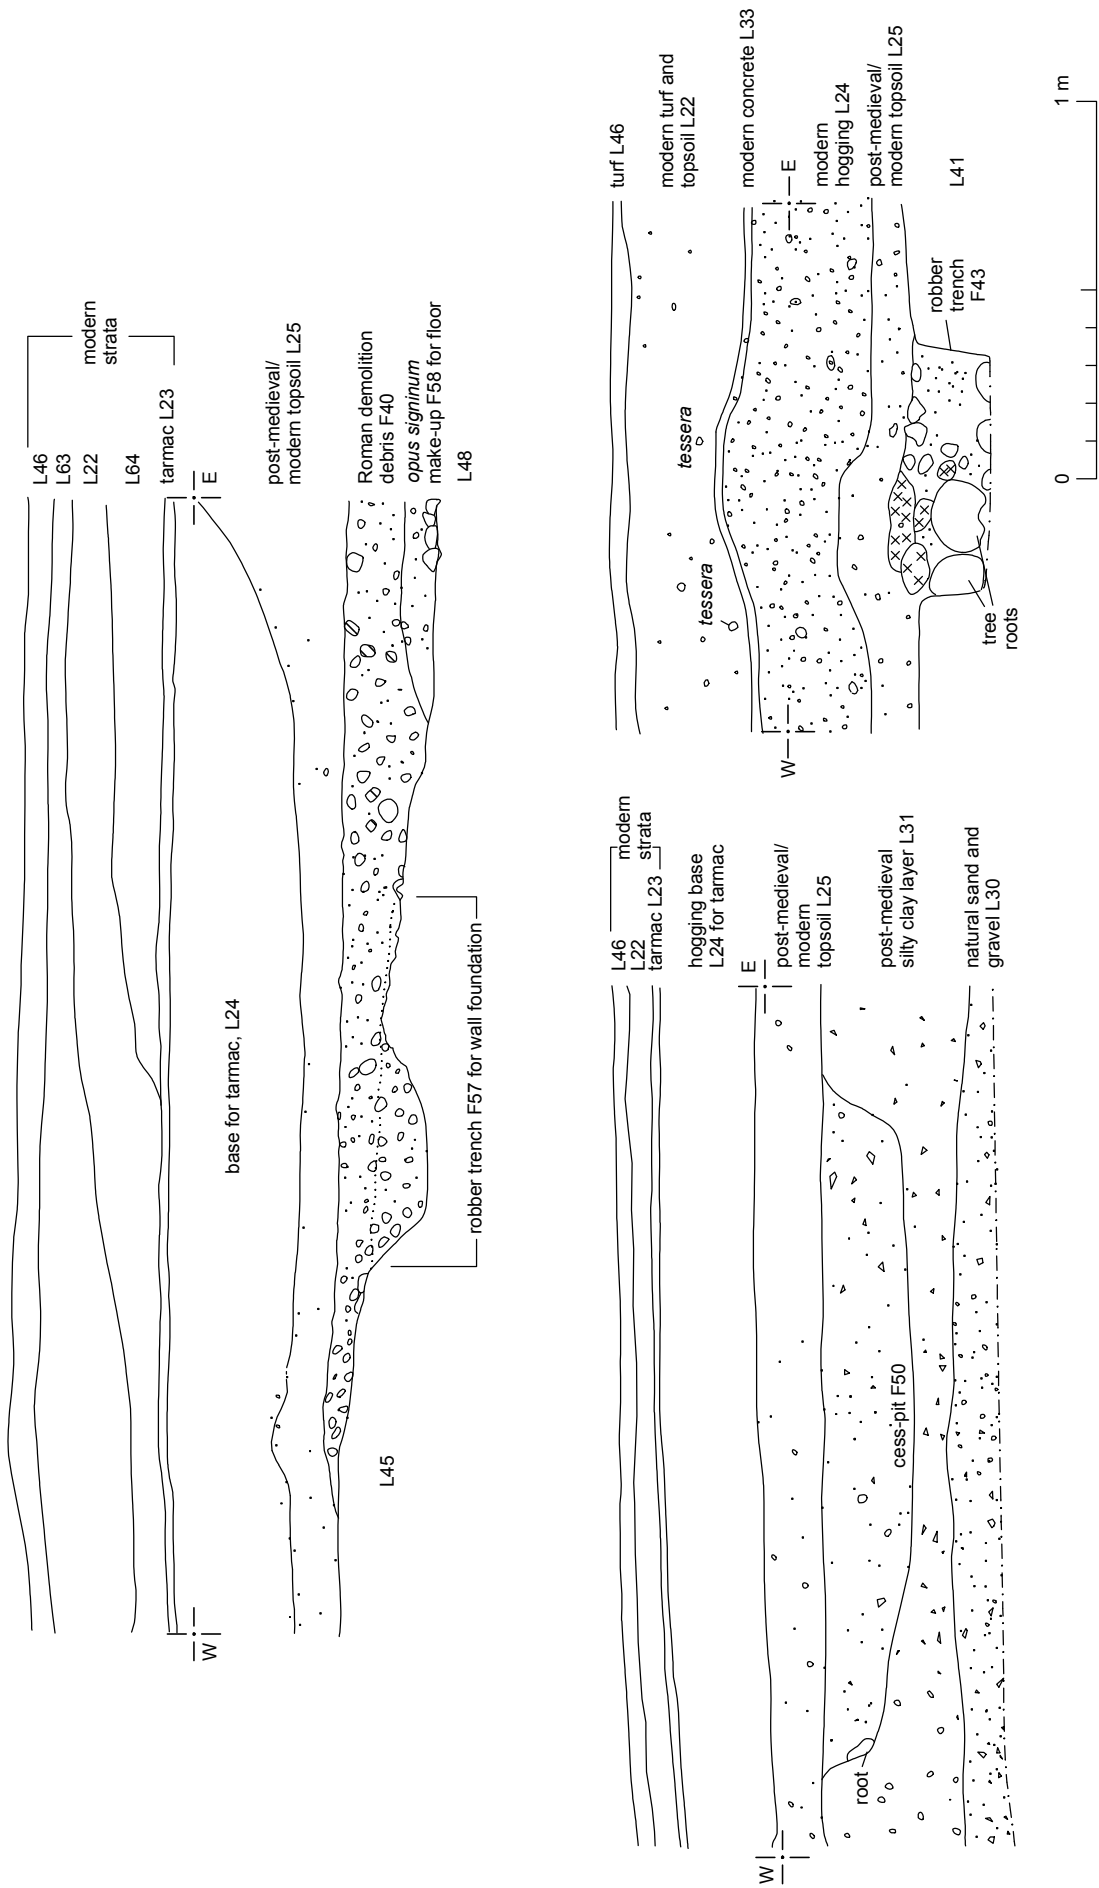 L46
L63
L22
L64
tarmac L23
modern
strata
E
W
base for tarmac, L24
post-medieval/
modern topsoil L25
Roman demolition
debris F40
opus signinum
make-up F58 for floor
L48
L45
robber trench F57 for wall foundation
L46
L22
tarmac L23
modern
strata
hogging base
L24 for tarmac
E
W
post-medieval/
modern
topsoil L25
post-medieval
silty clay layer L31
natural sand and
gravel L30
cess-pit F50
root
turf L46
modern turf and
topsoil L22
modern concrete L33
E
W
modern
hogging L24
post-medieval/
modern topsoil L25
L41
tessera
tessera
robber
trench
F43
tree
roots
0
1 m